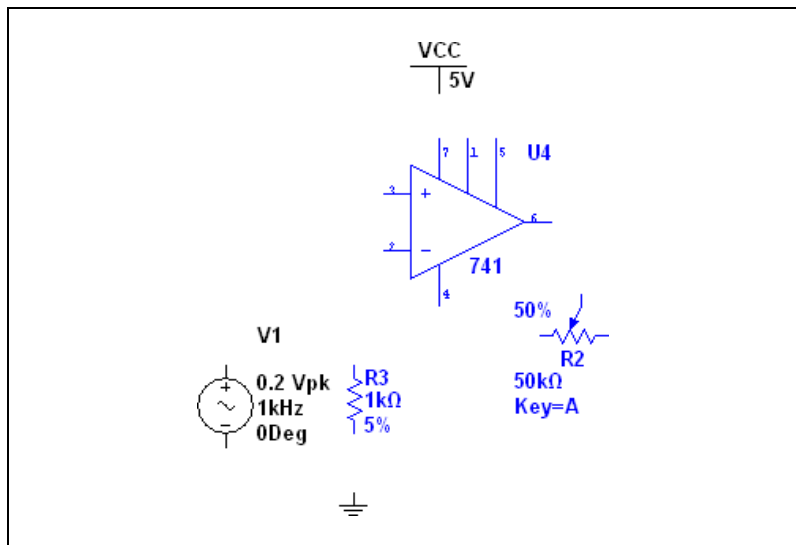 VCC
5V
7 1 5 U4
3 +
6
2 −
741
4
50%
V1
R2
R3
0.2 Vpk
50kΩ
1kΩ
1kHz
Key=A
5%
0Deg